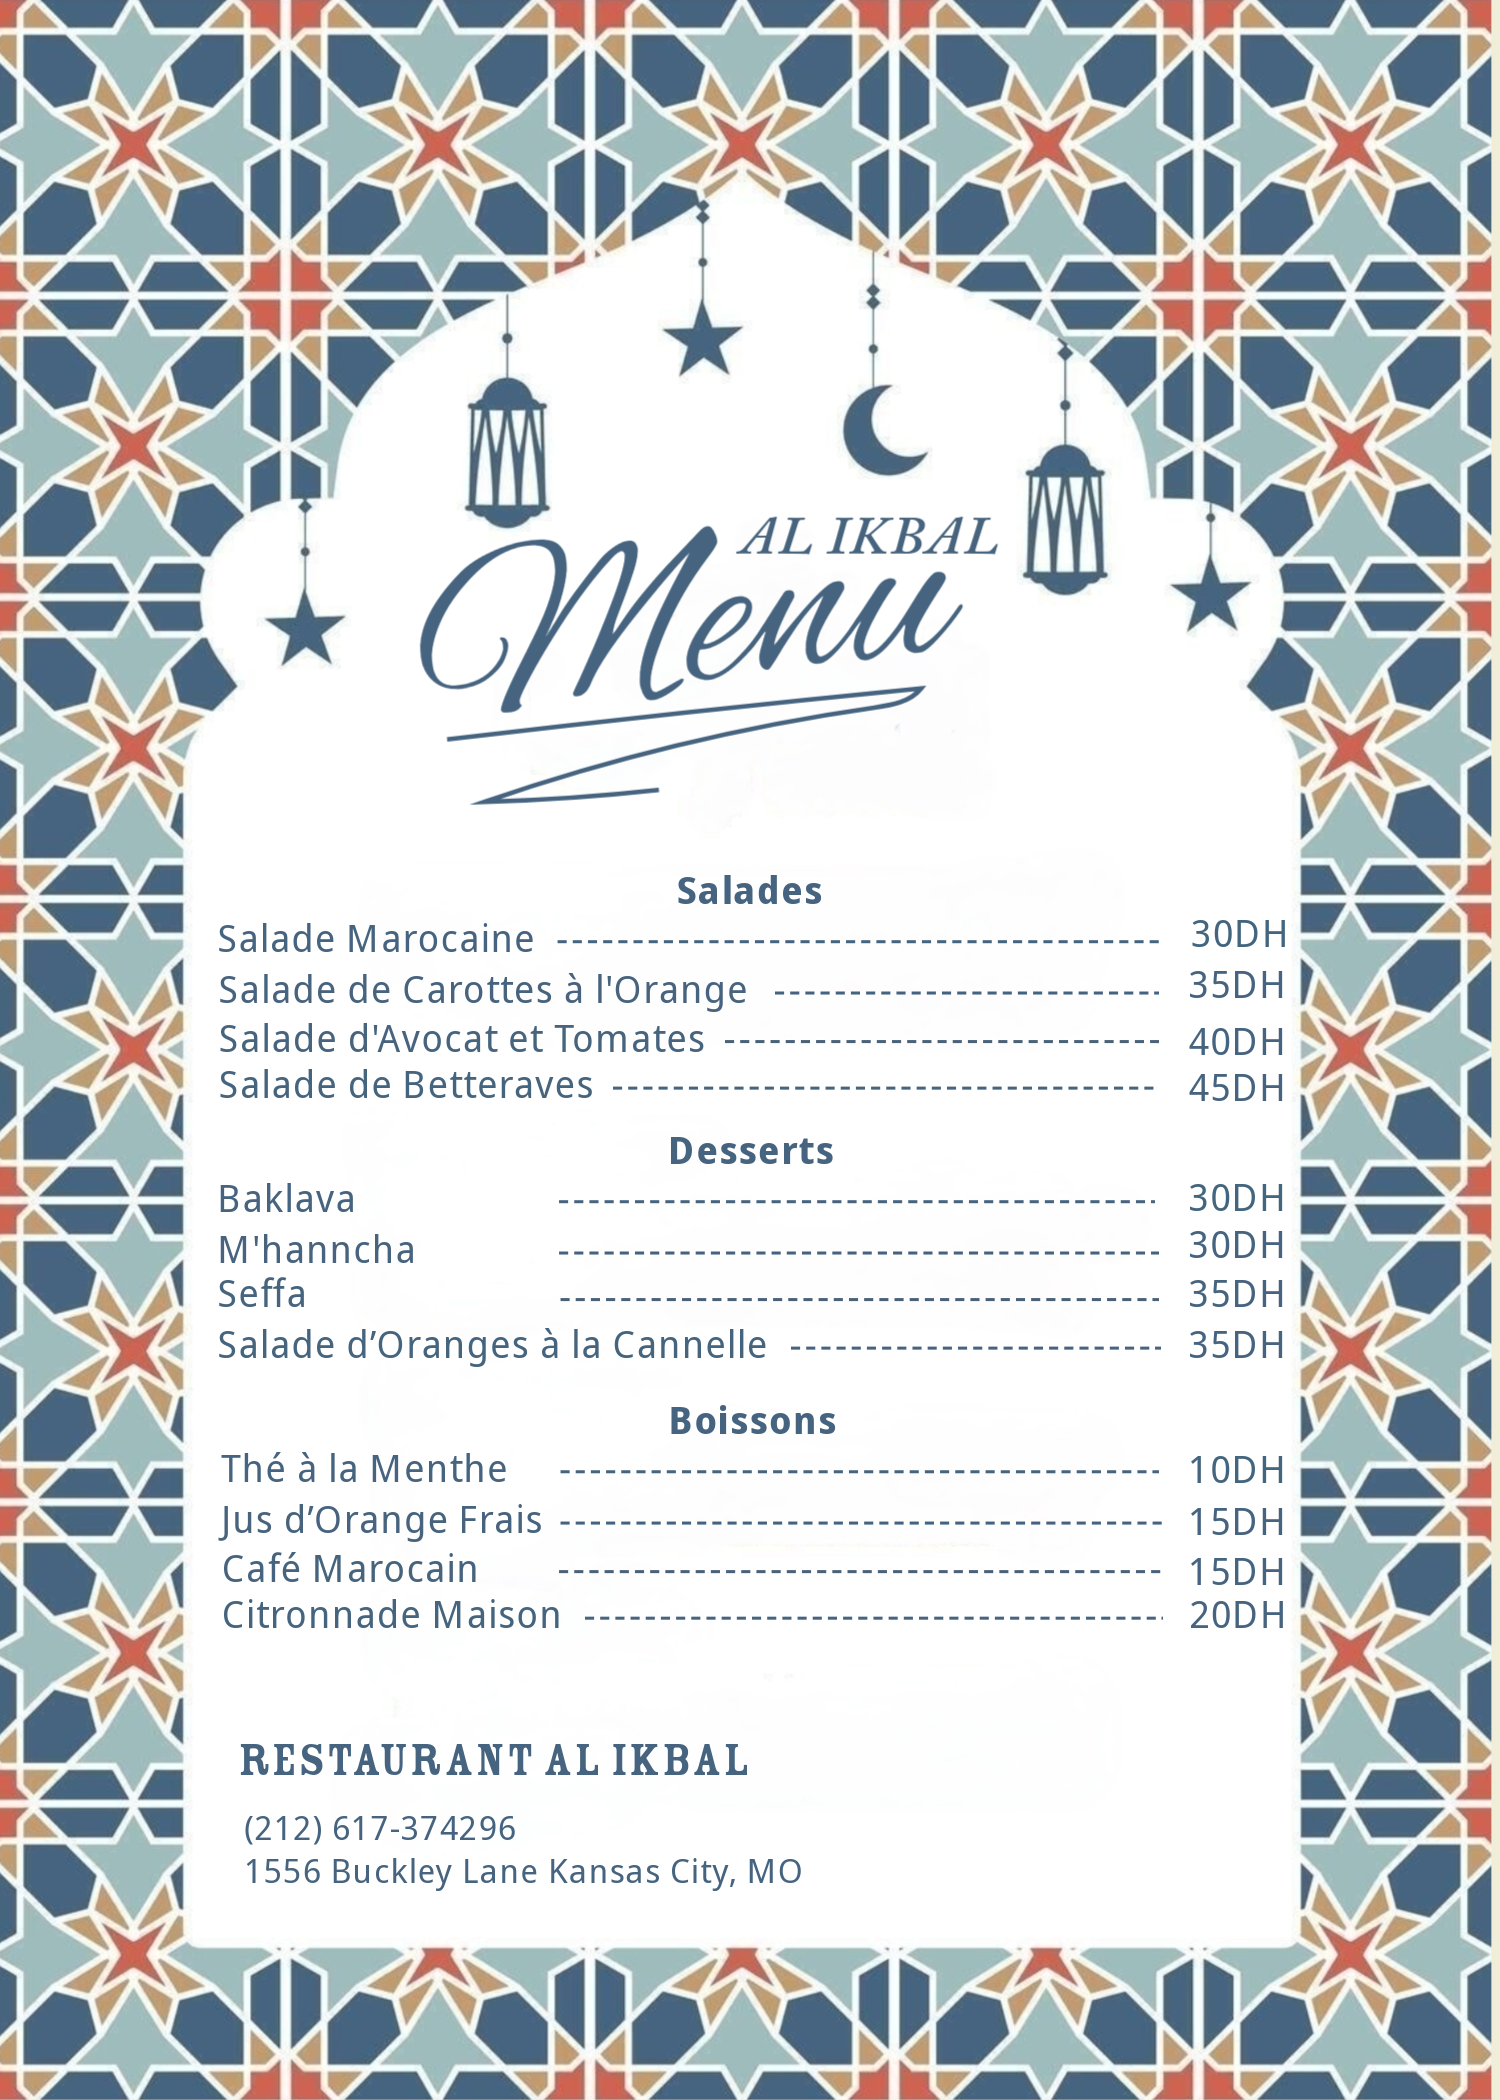 AL IKBAL
Menu
Salades
Salade Marocaine ---------------------------------------- 30DH
Salade de Carottes à l'Orange -------------------------- 35DH
Salade d'Avocat et Tomates ----------------------------- 40DH
Salade de Betteraves ------------------------------------ 45DH
Desserts
Baklava ---------------------------------------- 30DH
M'hanncha ---------------------------------------- 30DH
Seffa ---------------------------------------- 35DH
Salade d’Oranges à la Cannelle ------------------------- 35DH
Boissons
Thé à la Menthe ---------------------------------------- 10DH
Jus d’Orange Frais ---------------------------------------- 15DH
Café Marocain ---------------------------------------- 15DH
Citronnade Maison --------------------------------------- 20DH
RESTAURANT AL IKBAL
(212) 617-374296
1556 Buckley Lane Kansas City, MO